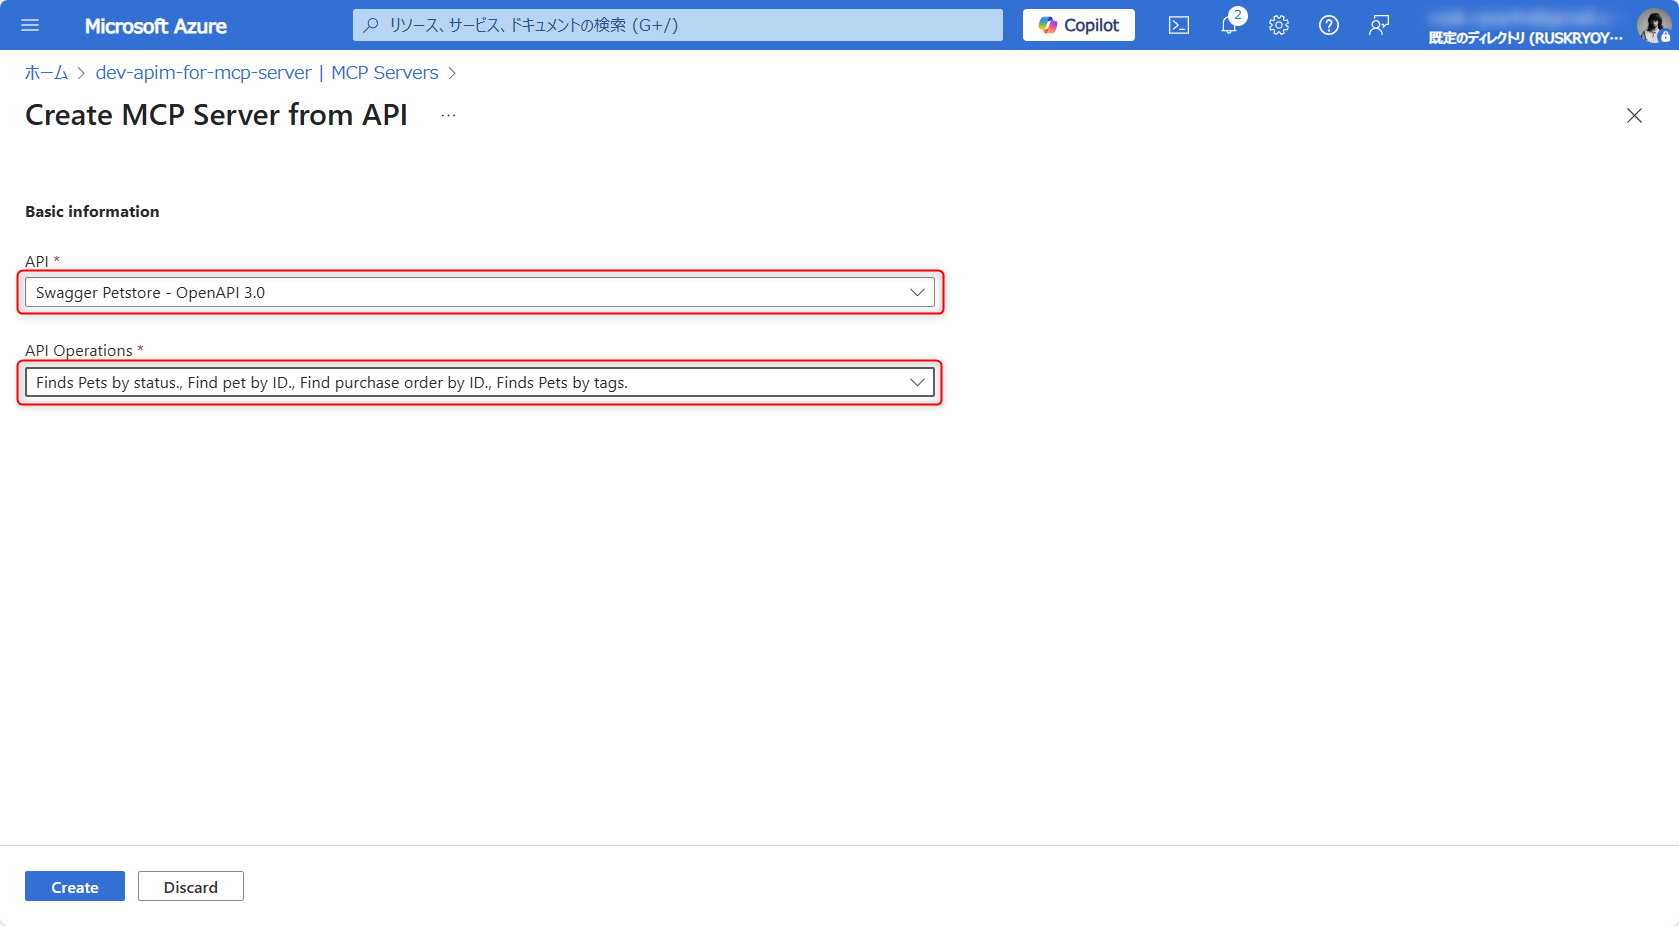 Microsoft Azure
リソース、サービス、ドキュメントの検索 (G+/)
Copilot
2
既定のディレクトリ (RUSKRYOY...
ホーム > dev-apim-for-mcp-server | MCP Servers >
Create MCP Server from API ...
Basic information
API *
Swagger Petstore - OpenAPI 3.0
API Operations *
Finds Pets by status., Find pet by ID., Find purchase order by ID., Finds Pets by tags.
Create
Discard